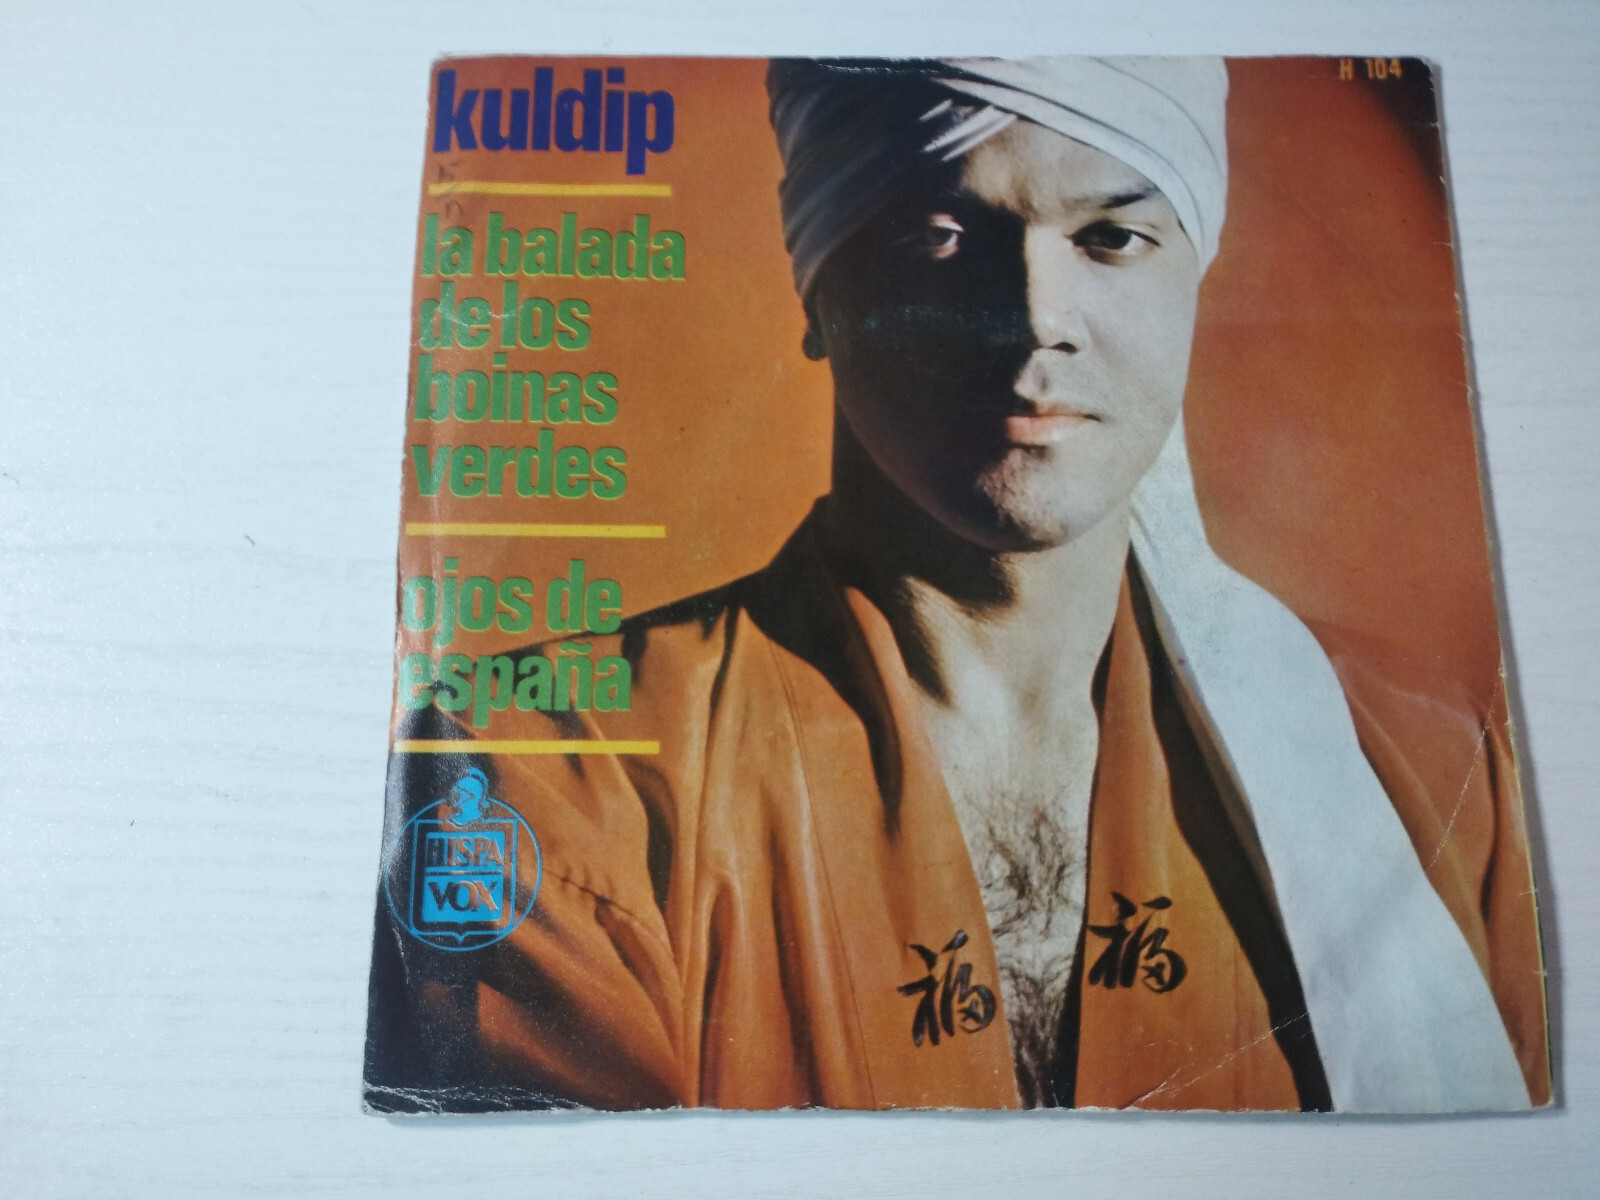 kuldip
H 104
la balada
de los
boinas
verdes
ojos de
españa
HISPA
VOX
福
福